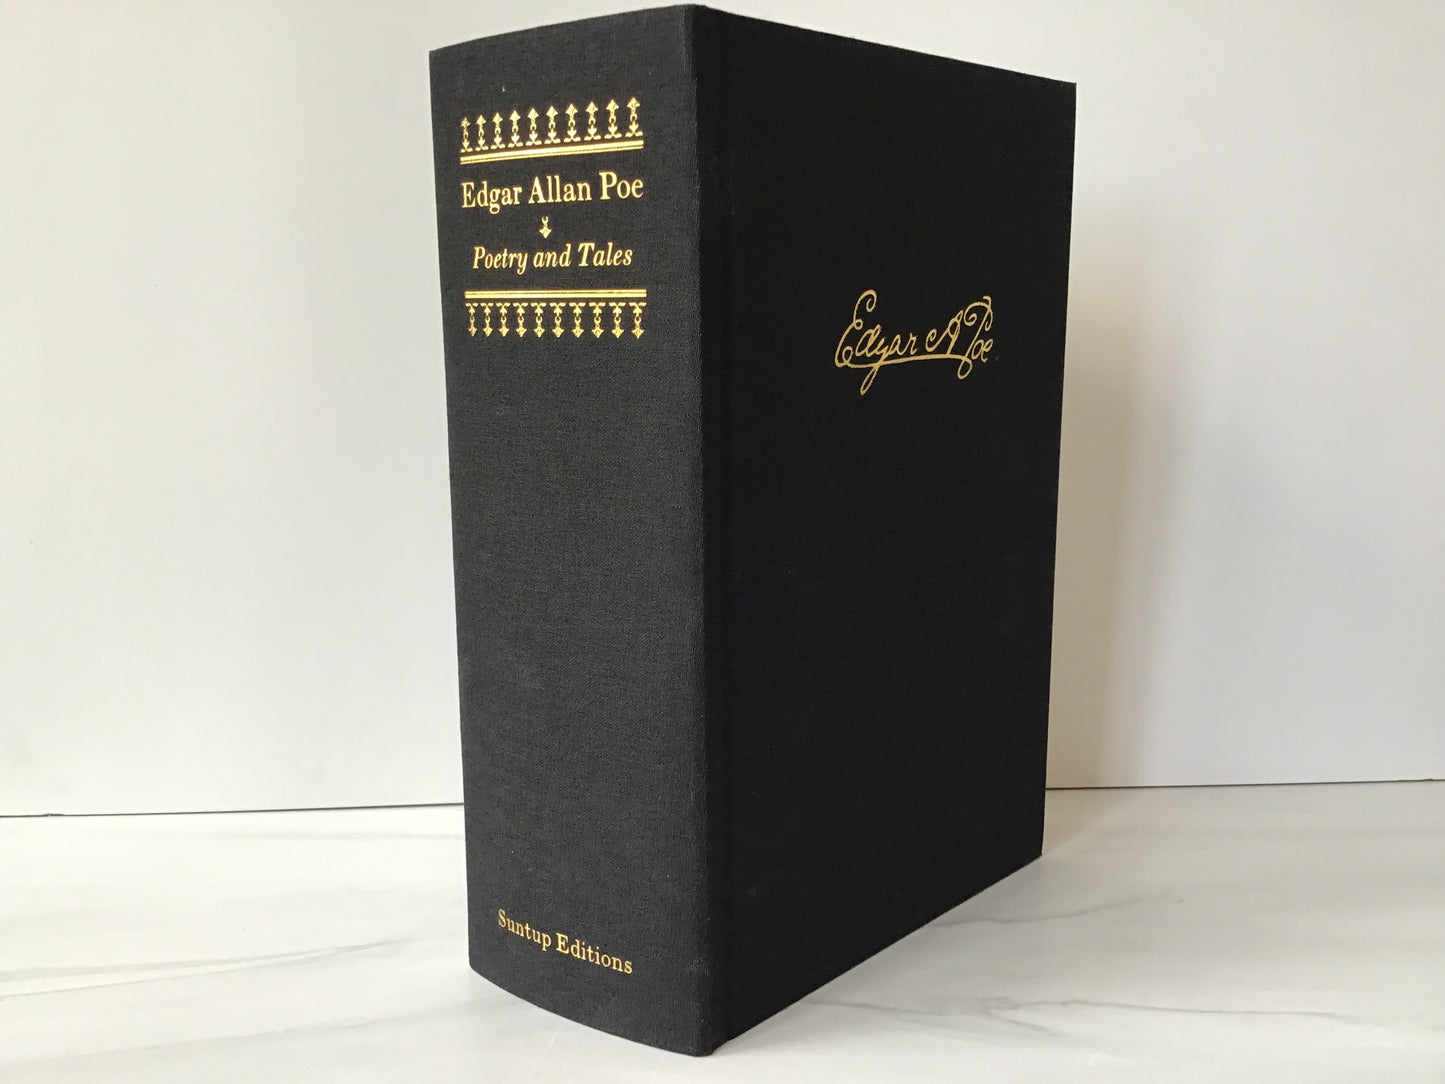 Edgar Allan Poe
Poetry and Tales
Suntup Editions
Edgar A Poe